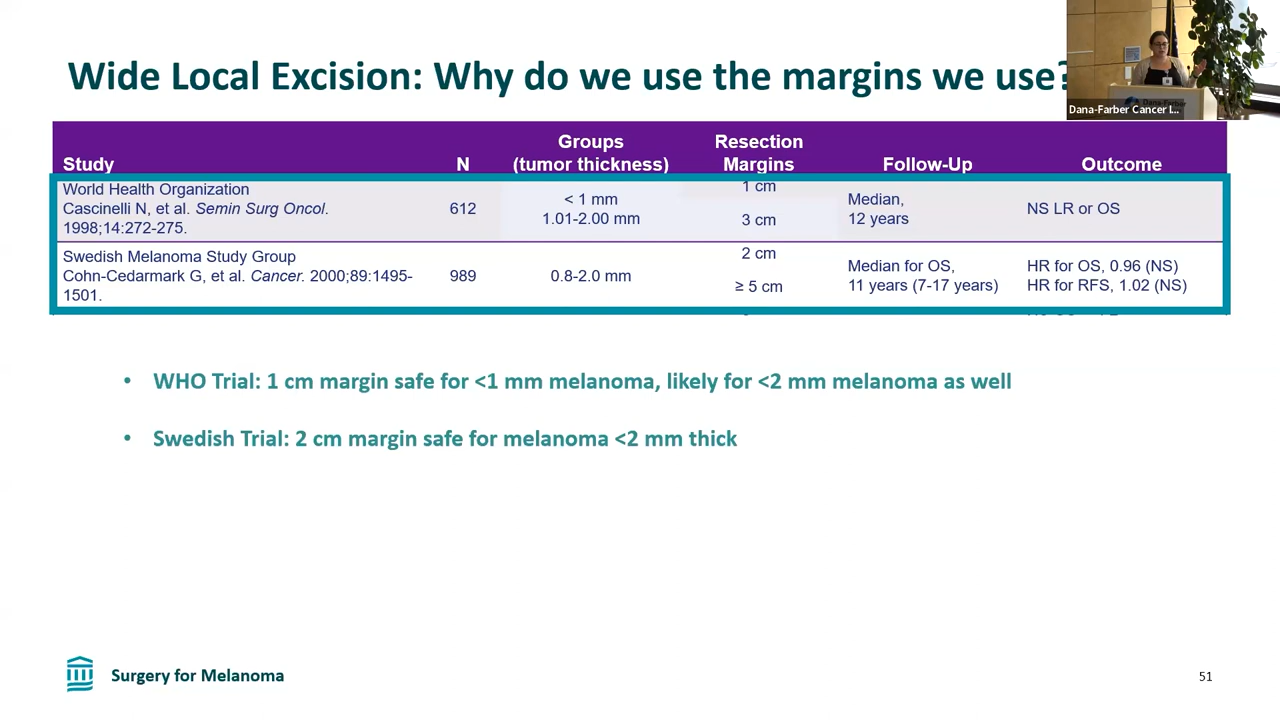 Wide Local Excision: Why do we use the margins we use?
Dana-Farber Cancer I...
Study
N
Groups
(tumor thickness)
Resection
Margins
Follow-Up
Outcome
World Health Organization
Cascinelli N, et al. Semin Surg Oncol.
1998;14:272-275.
612
< 1 mm
1.01-2.00 mm
1 cm
3 cm
Median,
12 years
NS LR or OS
Swedish Melanoma Study Group
Cohn-Cedarmark G, et al. Cancer. 2000;89:1495-
1501.
989
0.8-2.0 mm
2 cm
≥ 5 cm
Median for OS,
11 years (7-17 years)
HR for OS, 0.96 (NS)
HR for RFS, 1.02 (NS)
• WHO Trial: 1 cm margin safe for <1 mm melanoma, likely for <2 mm melanoma as well
• Swedish Trial: 2 cm margin safe for melanoma <2 mm thick
Surgery for Melanoma
51